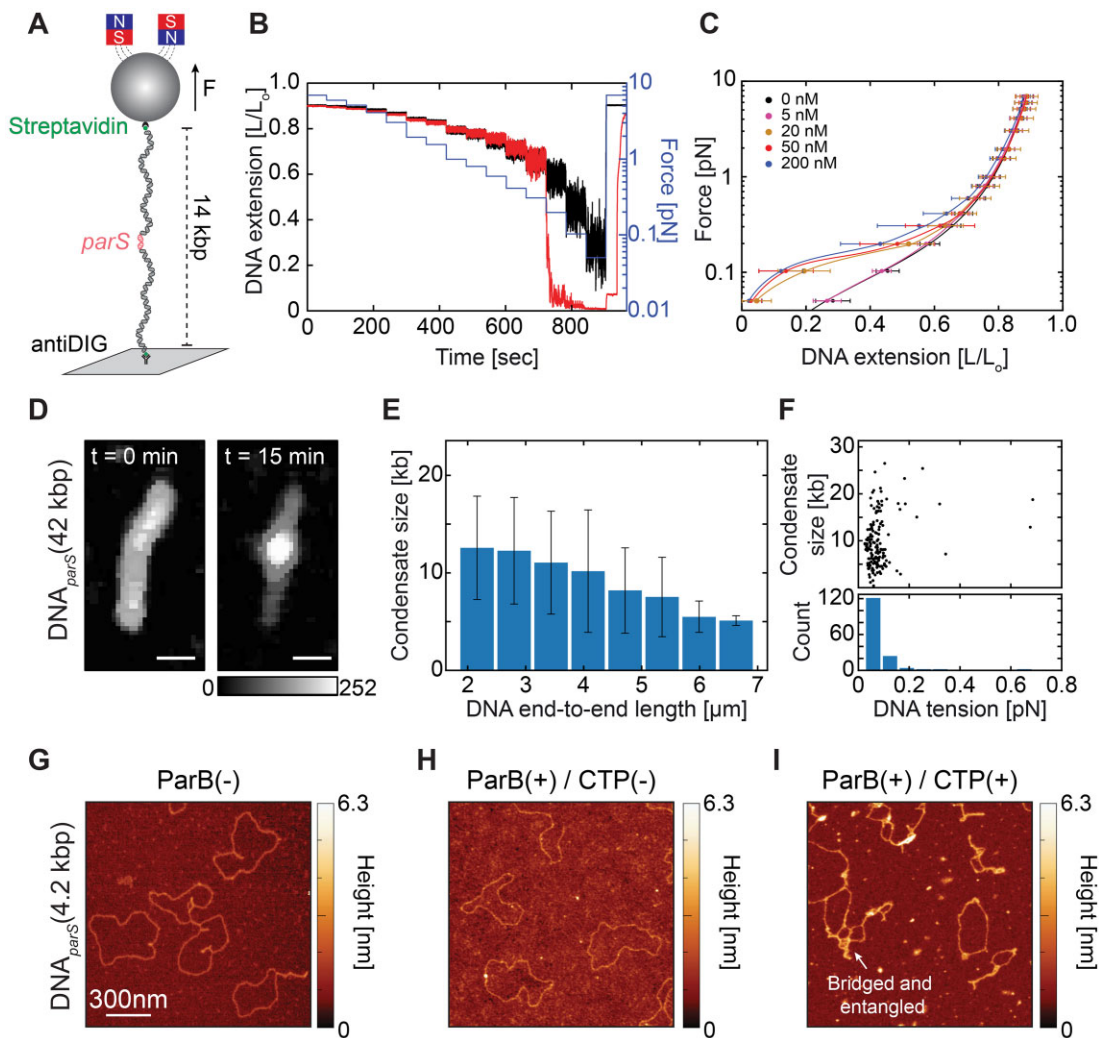 A
N
S
S
N
F
Streptavidin
14 kbp
parS
antiDIG
B
DNA extension [L/Lo]
1.0
0.8
0.6
0.4
0.2
0
0
200
400
600
800
Time [sec]
10
1
0.1
0.01
Force [pN]
C
Force [pN]
10
1
0.1
0 nM
5 nM
20 nM
50 nM
200 nM
0
0.2
0.4
0.6
0.8
1.0
DNA extension [L/Lo]
D
DNAparS(42 kbp)
t = 0 min
t = 15 min
0
252
E
Condensate size [kb]
20
10
0
2
3
4
5
6
7
DNA end-to-end length [µm]
F
Condensate
size [kb]
30
20
10
Count
120
60
0
0
0.2
0.4
0.6
0.8
DNA tension [pN]
G
ParB(-)
DNAparS(4.2 kbp)
300nm
6.3
Height [nm]
0
H
ParB(+) / CTP(-)
6.3
Height [nm]
0
I
ParB(+) / CTP(+)
Bridged and
entangled
6.3
Height [nm]
0